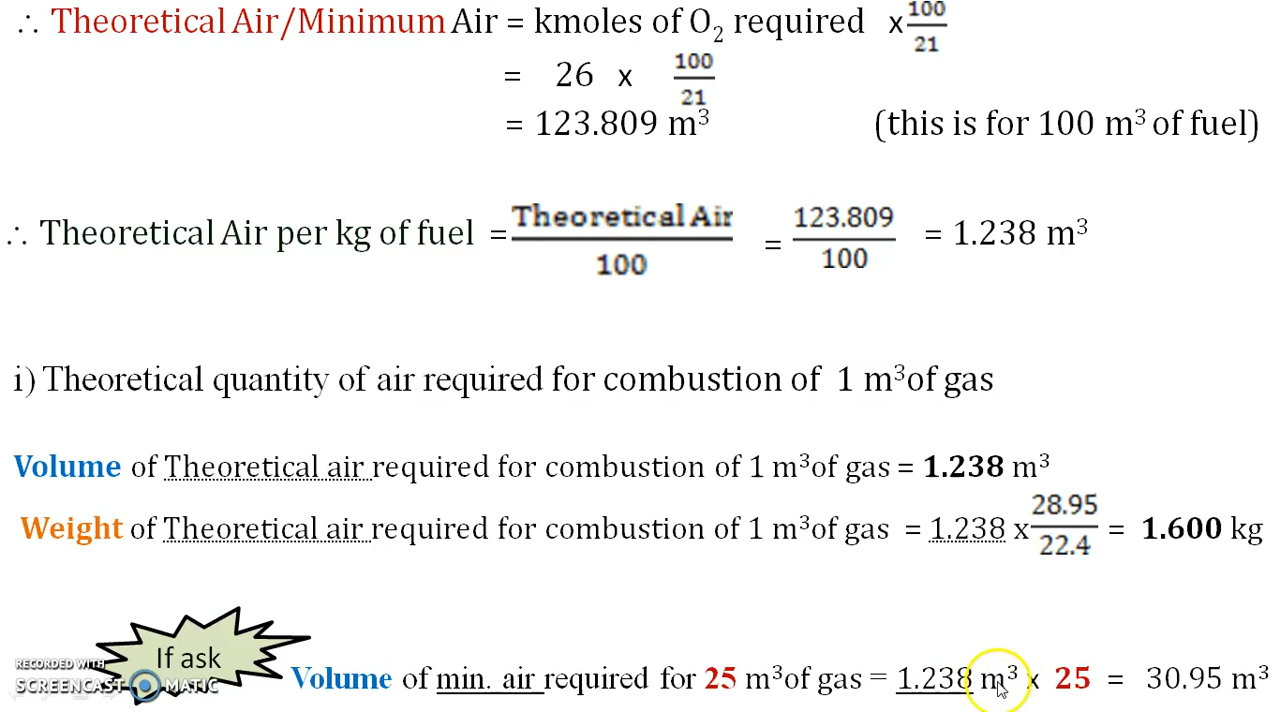 ∴ Theoretical Air/Minimum Air = kmoles of O₂ required x 100/21
= 26 x 100/21
= 123.809 m³ (this is for 100 m³ of fuel)
∴ Theoretical Air per kg of fuel = Theoretical Air/100 = 123.809/100 = 1.238 m³
i) Theoretical quantity of air required for combustion of 1 m³of gas
Volume of Theoretical air required for combustion of 1 m³of gas = 1.238 m³
Weight of Theoretical air required for combustion of 1 m³of gas = 1.238 x 28.95/22.4 = 1.600 kg
If ask
Volume of min. air required for 25 m³of gas = 1.238 m³ x 25 = 30.95 m³
RECORDED WITH
SCREENCAST MATIC